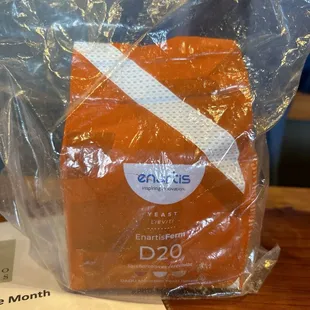 enartis
inspiring innovation.
YEAST
LIEVITI
EnartisFerm
D20
O
S
e Month